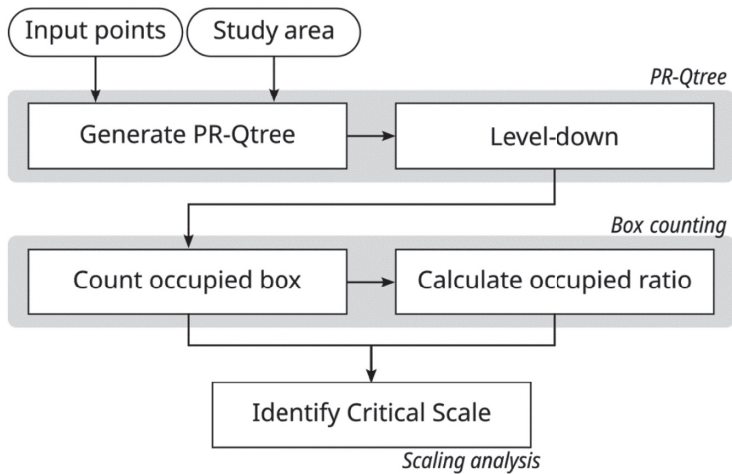 Input points
Study area
PR-Qtree
Generate PR-Qtree
Level-down
Box counting
Count occupied box
Calculate occupied ratio
Identify Critical Scale
Scaling analysis